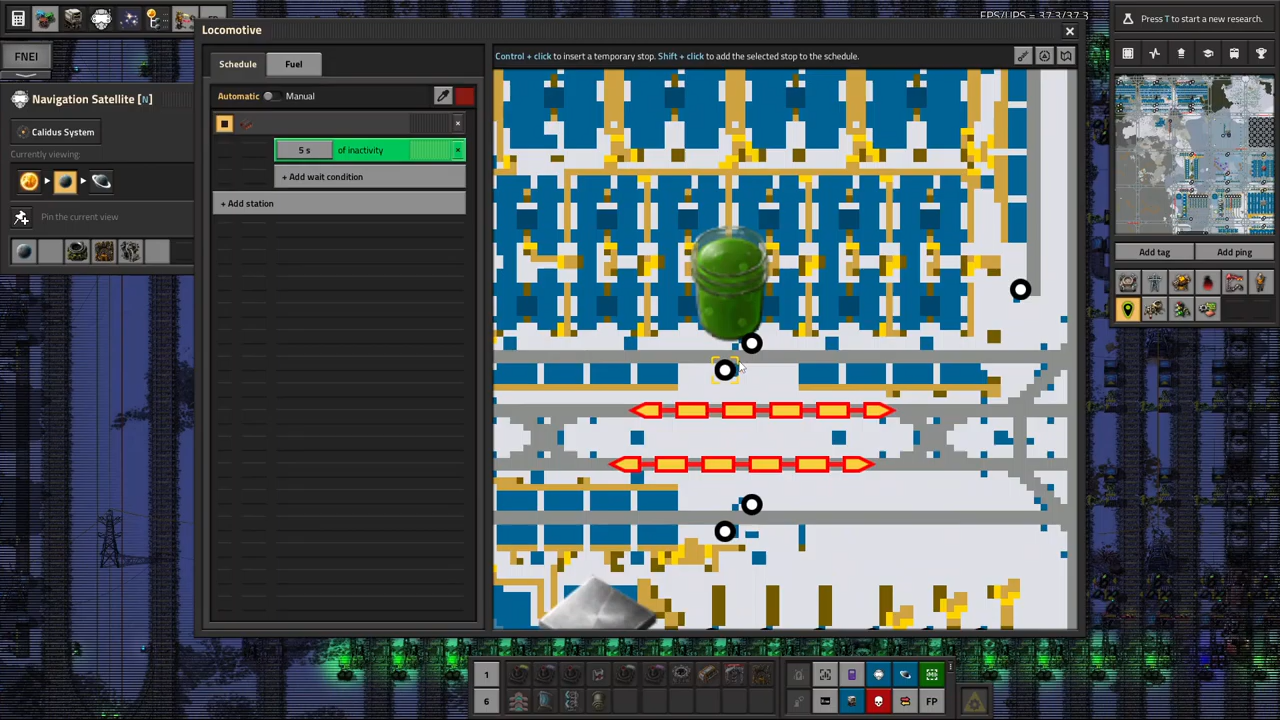 FP
EPS/UPS = 37.3/37.3
Press T to start a new research.
FNEI
Locomotive
Control + click to insert a temporary stop. Shift + click to add the selected stop to the schedule.
Schedule
Fuel
Automatic
Manual
Navigation Satellite [N]
Calidus System
Currently viewing:
5 s
of inactivity
+ Add wait condition
+ Add station
Pin the current view
Add tag
Add ping
1
6
FP